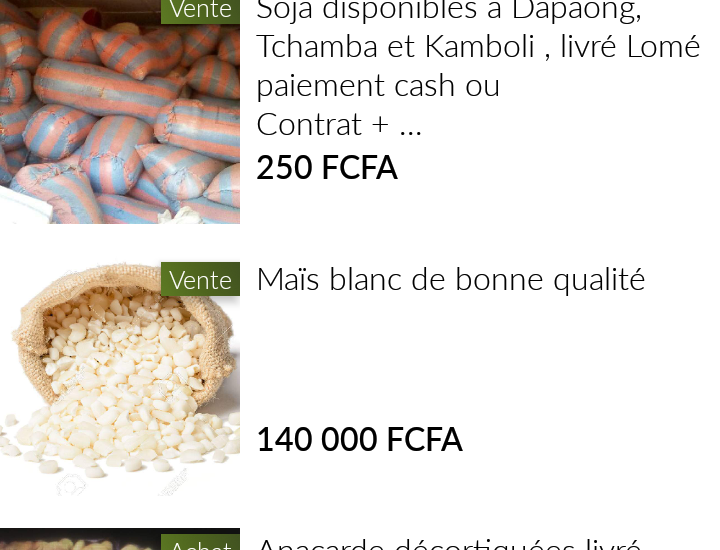 Vente
Soja disponibles à Dapaong,
Tchamba et Kamboli , livré Lomé
paiement cash ou
Contrat + ...
250 FCFA
Vente
Maïs blanc de bonne qualité
140 000 FCFA
Achat
Anacarde décortiquées livré